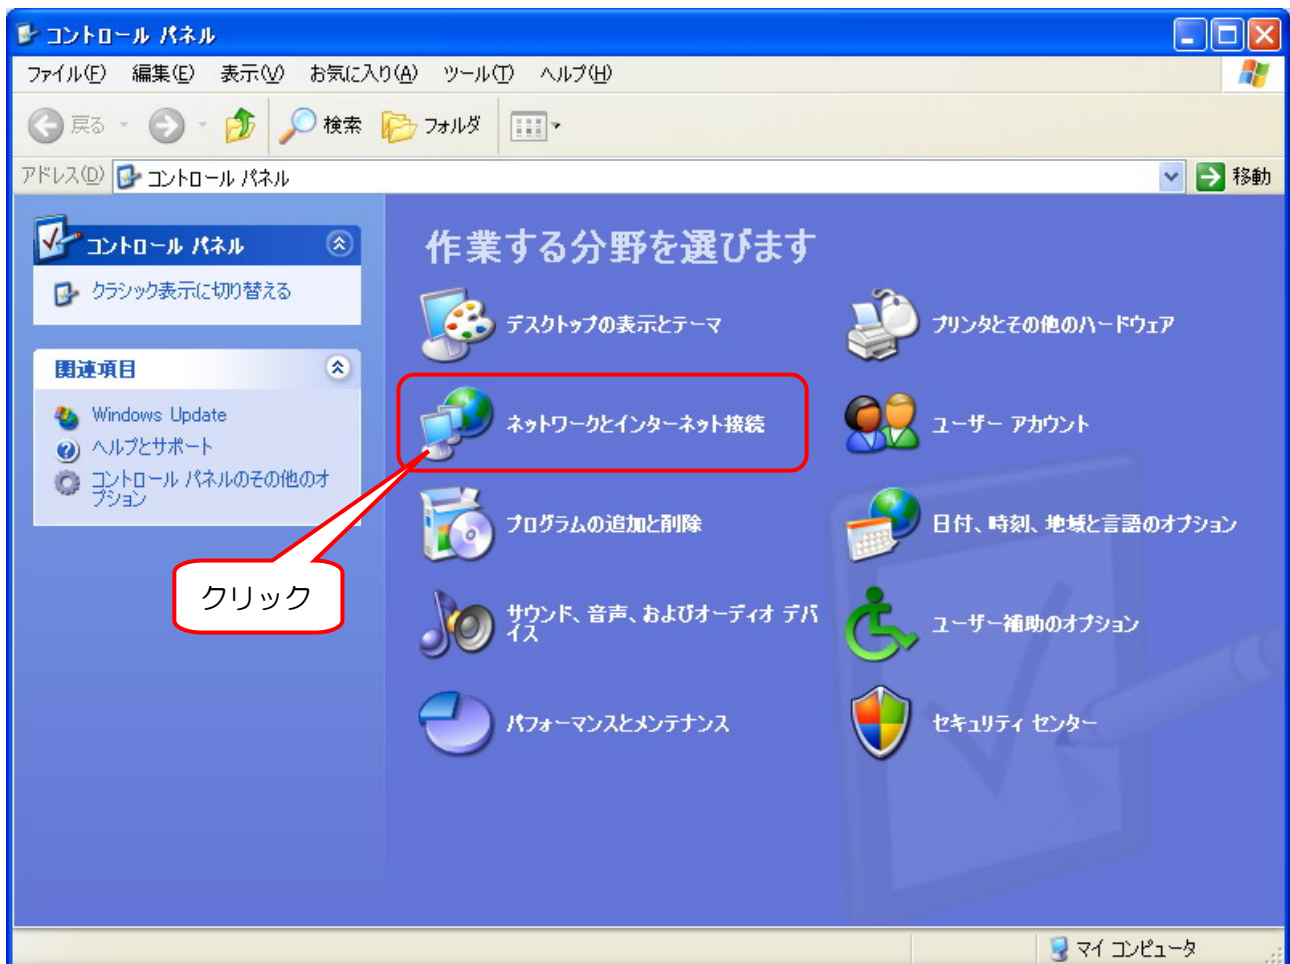 コントロール パネル
ファイル(F) 編集(E) 表示(V) お気に入り(A) ツール(T) ヘルプ(H)
戻る 検索 フォルダ
アドレス(D) コントロール パネル 移動
コントロール パネル
クラシック表示に切り替える
関連項目
Windows Update
ヘルプとサポート
コントロール パネルのその他のオ
プション
作業する分野を選びます
デスクトップの表示とテーマ
プリンタとその他のハードウェア
ネットワークとインターネット接続
ユーザー アカウント
プログラムの追加と削除
日付、時刻、地域と言語のオプション
サウンド、音声、およびオーディオ デバ
イス
ユーザー補助のオプション
パフォーマンスとメンテナンス
セキュリティ センター
クリック
マイ コンピュータ